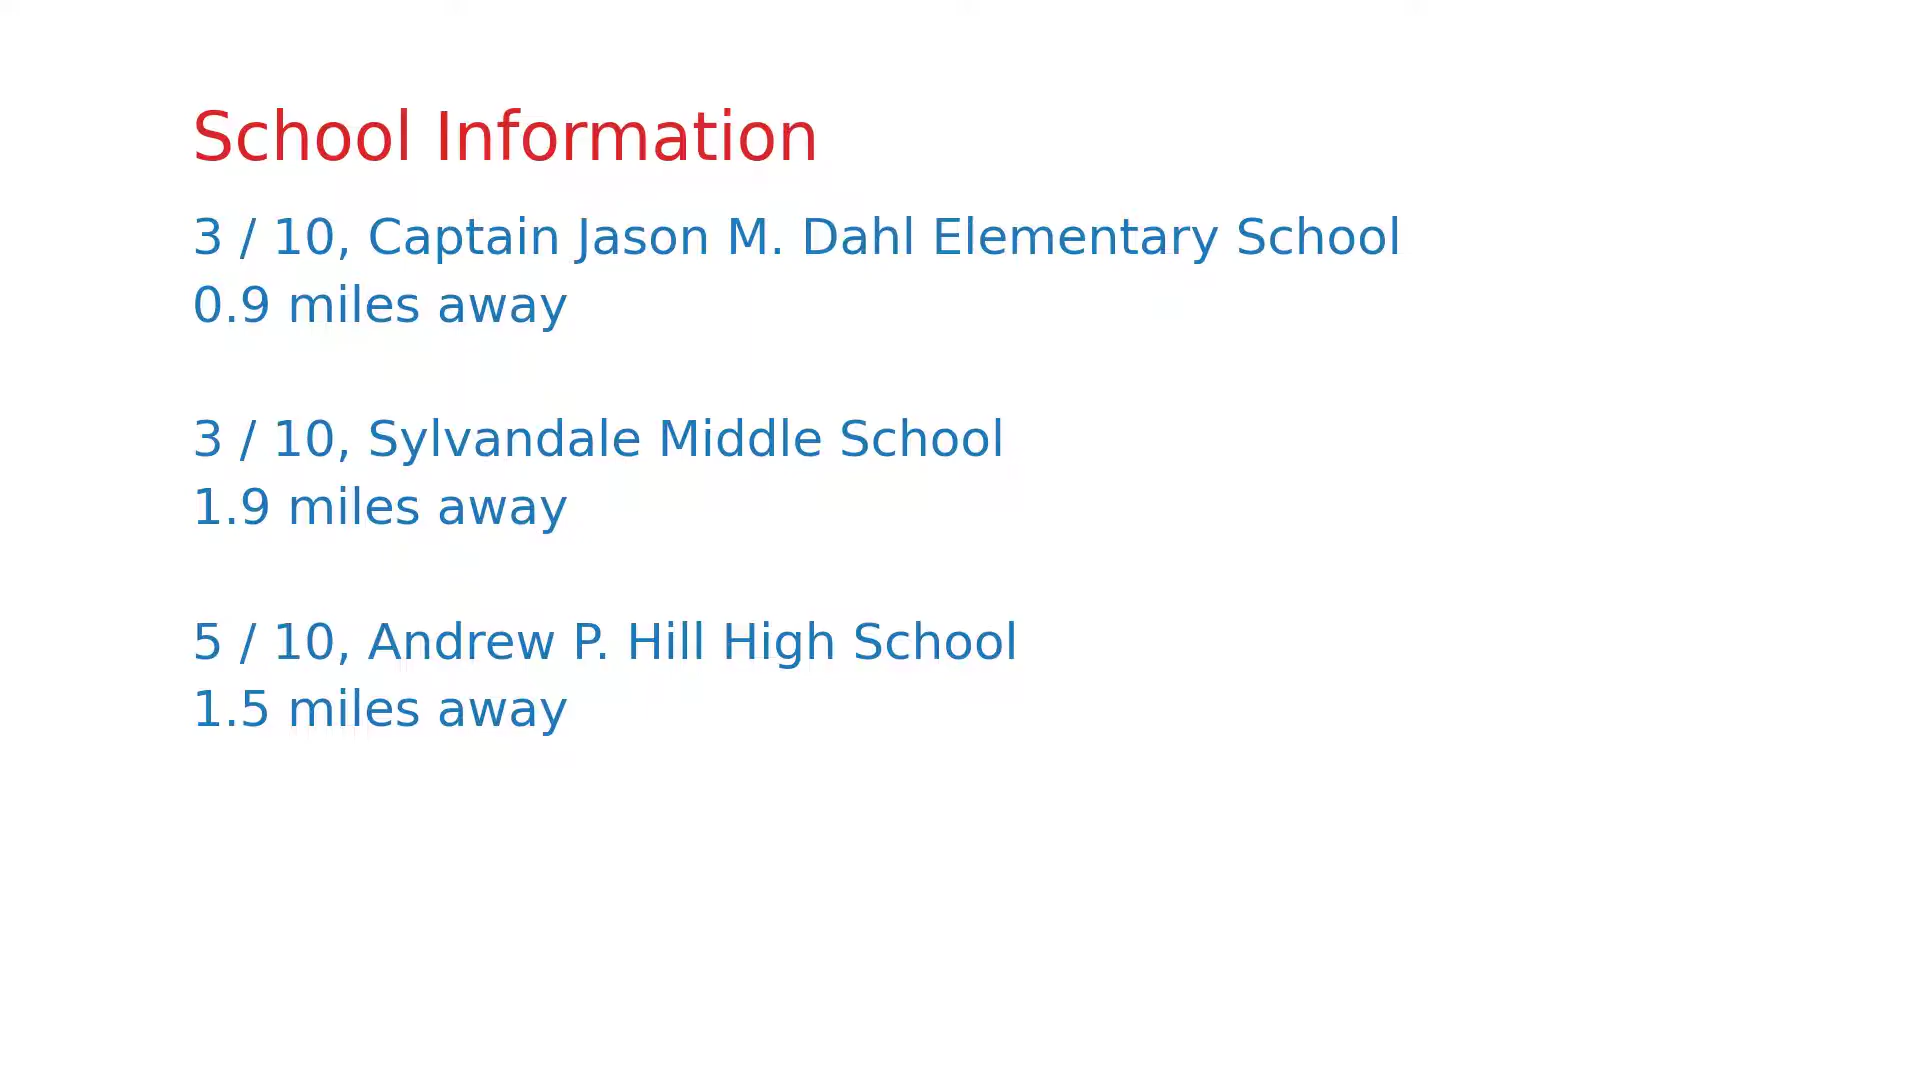 School Information
3 / 10, Captain Jason M. Dahl Elementary School
0.9 miles away
3 / 10, Sylvandale Middle School
1.9 miles away
5 / 10, Andrew P. Hill High School
1.5 miles away